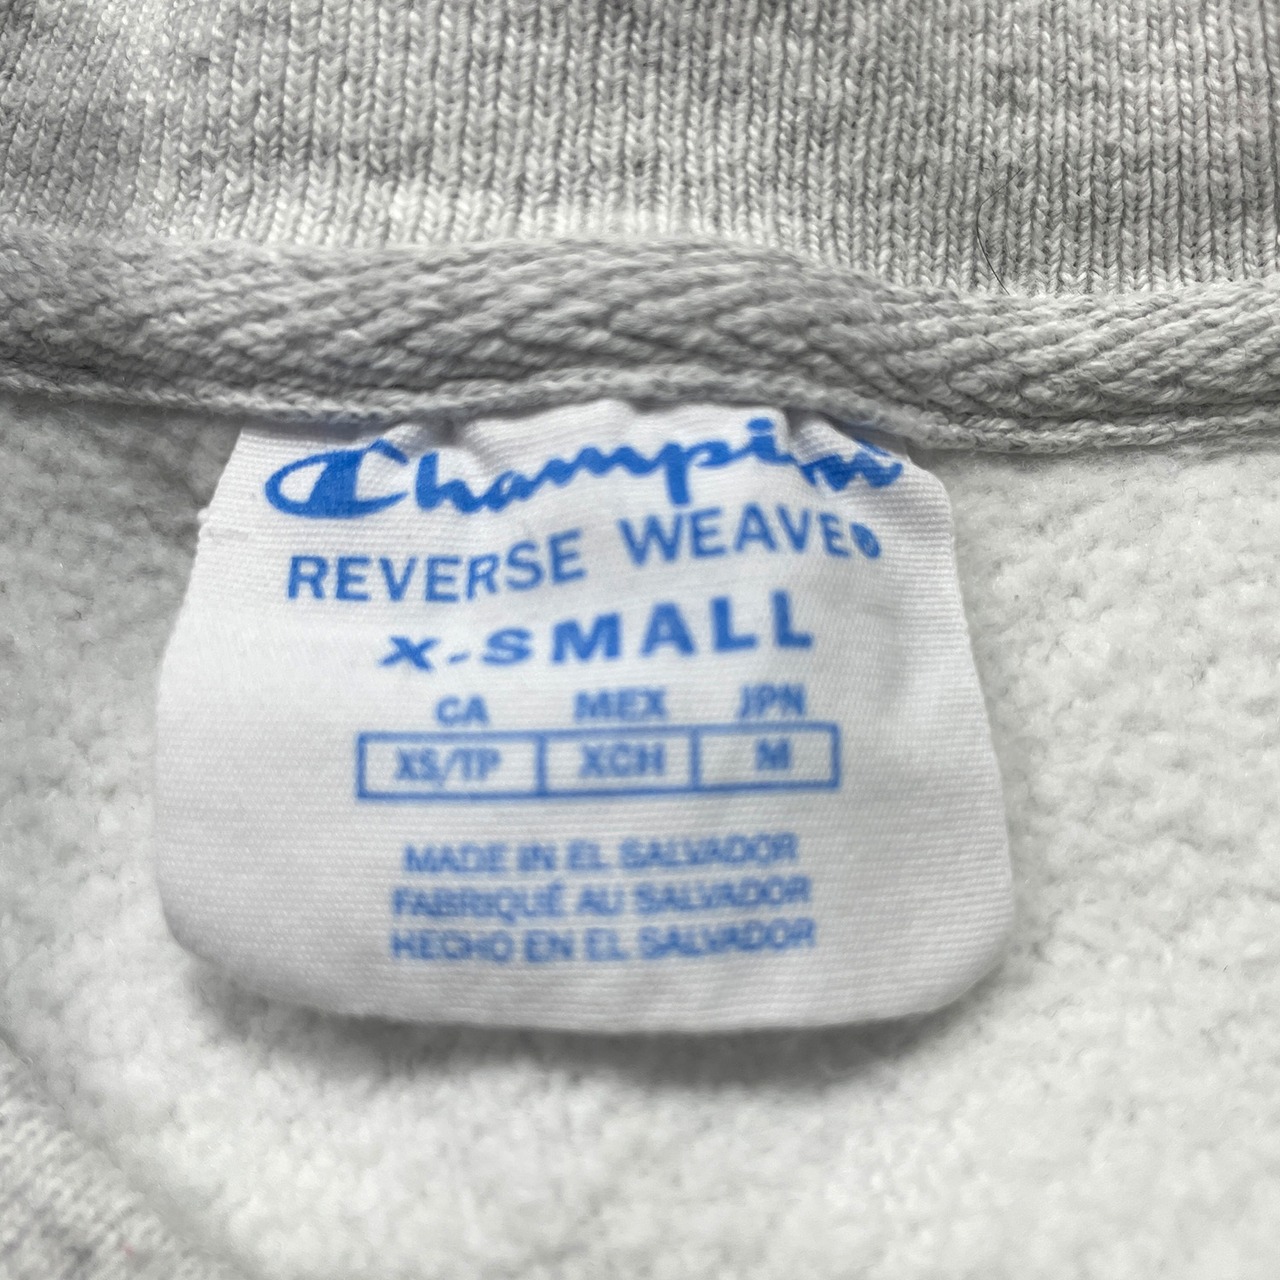 Champion
REVERSE WEAVE®
X-SMALL
CA MEX JPN
XS/TP XCH M
MADE IN EL SALVADOR
FABRIQUÉ AU SALVADOR
HECHO EN EL SALVADOR